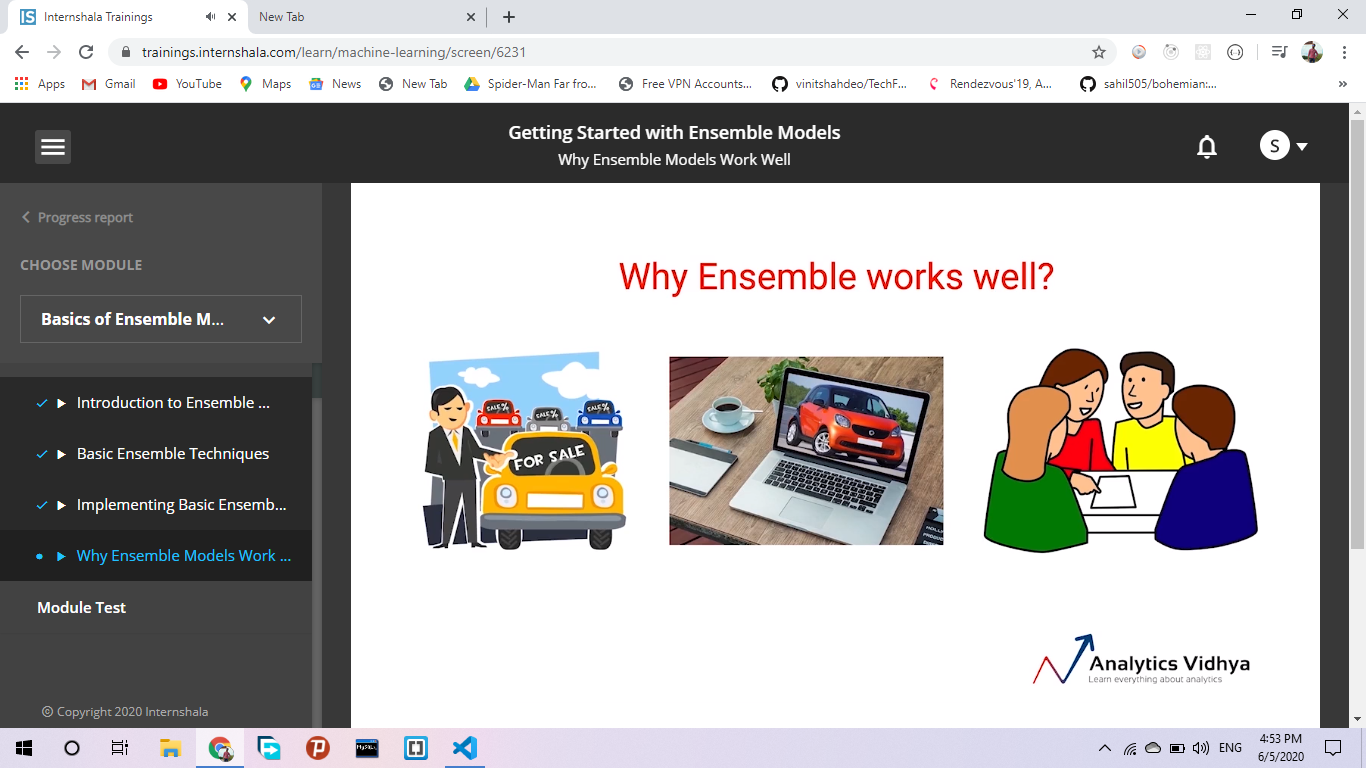 Internshala Trainings
New Tab
trainings.internshala.com/learn/machine-learning/screen/6231
Apps
Gmail
YouTube
Maps
News
New Tab
Spider-Man Far fro...
Free VPN Accounts...
vinitshahdeo/TechF...
Rendezvous'19, A...
sahil505/bohemian:...
»
Getting Started with Ensemble Models
Why Ensemble Models Work Well
S
Progress report
CHOOSE MODULE
Basics of Ensemble M...
Introduction to Ensemble ...
Basic Ensemble Techniques
Implementing Basic Ensemb...
Why Ensemble Models Work ...
Module Test
© Copyright 2020 Internshala
Why Ensemble works well?
SALE%
SALE%
SALE%
FOR SALE
Analytics Vidhya
Learn everything about analytics
MySQL
ENG
4:53 PM
6/5/2020